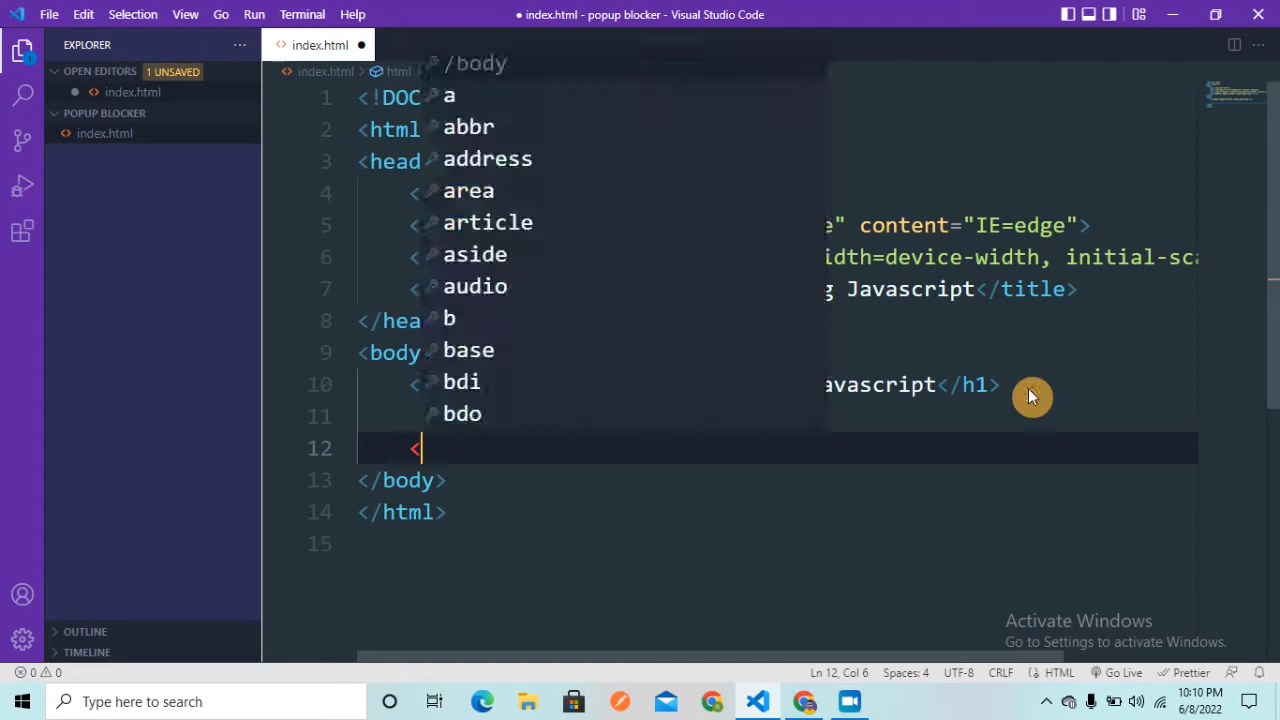 File Edit Selection View Go Run Terminal Help
● index.html - popup blocker - Visual Studio Code
EXPLORER
OPEN EDITORS 1 UNSAVED
index.html
POPUP BLOCKER
index.html
OUTLINE
TIMELINE
index.html
index.html > html
/body
a
abbr
address
area
article
aside
audio
b
base
bdi
bdo
1 <!DOC
2 <html
3 <head
4 <
5 < e" content="IE=edge">
6 < idth=device-width, initial-sca
7 < g Javascript</title>
8 </hea
9 <body
10 < avascript</h1>
11
12 <
13 </body>
14 </html>
15
Activate Windows
Go to Settings to activate Windows.
0 0
Ln 12, Col 6 Spaces: 4 UTF-8 CRLF HTML Go Live Prettier
Type here to search
10:10 PM
6/8/2022